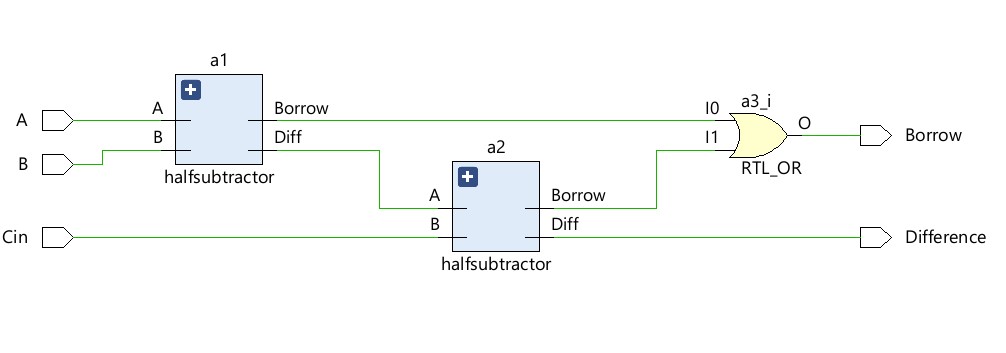 a1
A
A
Borrow
I0
a3_i
O
Borrow
B
B
Diff
I1
RTL_OR
halfsubtractor
a2
A
Borrow
Cin
B
Diff
Difference
halfsubtractor